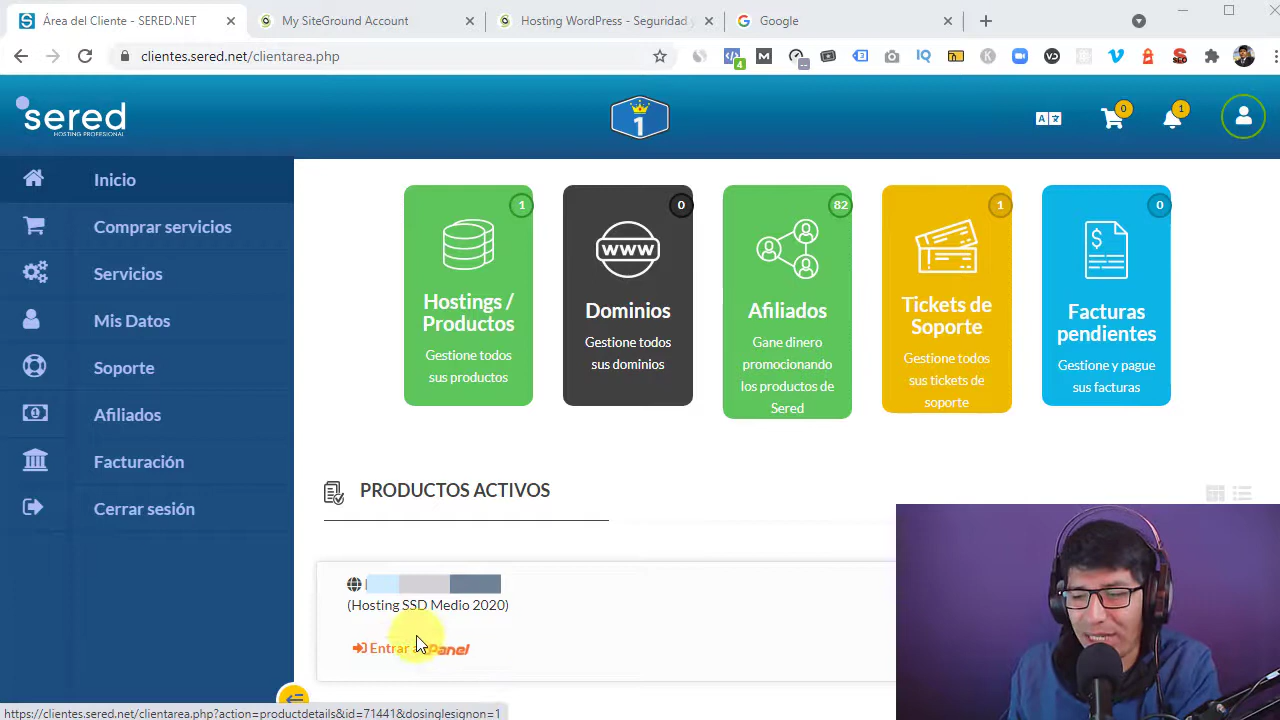 Área del Cliente - SERED.NET
My SiteGround Account
Hosting WordPress - Seguridad y
Google
clientes.sered.net/clientarea.php
4
sered
HOSTING PROFESIONAL
1
0
1
Inicio
Comprar servicios
Servicios
Mis Datos
Soporte
Afiliados
Facturación
Cerrar sesión
1
Hostings /
Productos
Gestione todos
sus productos
0
WWW
Dominios
Gestione todos
sus dominios
82
Afiliados
Gane dinero
promocionando
los productos de
Sered
1
Tickets de
Soporte
Gestione todos
sus tickets de
soporte
0
Facturas
pendientes
Gestione y pague
sus facturas
PRODUCTOS ACTIVOS
(Hosting SSD Medio 2020)
Entrar a cPanel
https://clientes.sered.net/clientarea.php?action=productdetails&id=71441&dosinglesignon=1